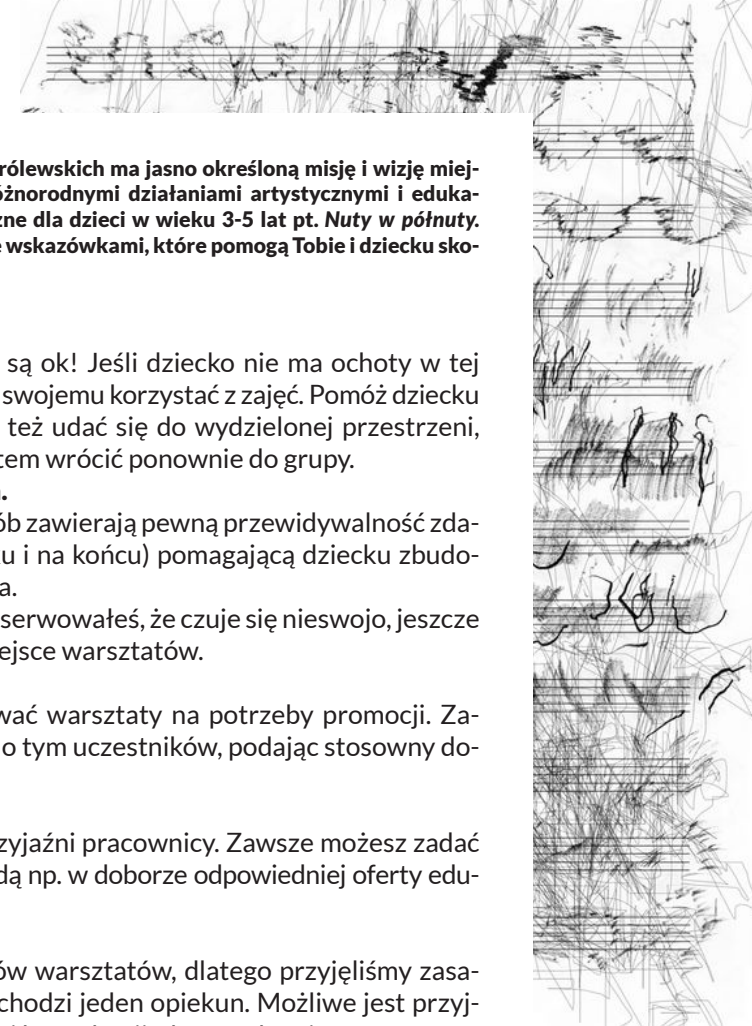 rólewskich ma jasno określoną misję i wizję miej-
óżnorodnymi działaniami artystycznymi i eduka-
zne dla dzieci w wieku 3-5 lat pt. Nuty w półnuty.
e wskazówkami, które pomogą Tobie i dziecku sko-
są ok! Jeśli dziecko nie ma ochoty w tej
swojemu korzystać z zajęć. Pomóż dziecku
też udać się do wydzielonej przestrzeni,
tem wrócić ponownie do grupy.
ób zawierają pewną przewidywalność zda-
u i na końcu) pomagającą dziecku zbudo-
a.
serwowałeś, że czuje się nieswojo, jeszcze
ejsce warsztatów.
wać warsztaty na potrzeby promocji. Za-
o tym uczestników, podając stosowny do-
zyjaźni pracownicy. Zawsze możesz zadać
dą np. w doborze odpowiedniej oferty edu-
ów warsztatów, dlatego przyjęliśmy zasa-
chodzi jeden opiekun. Możliwe jest przyj-